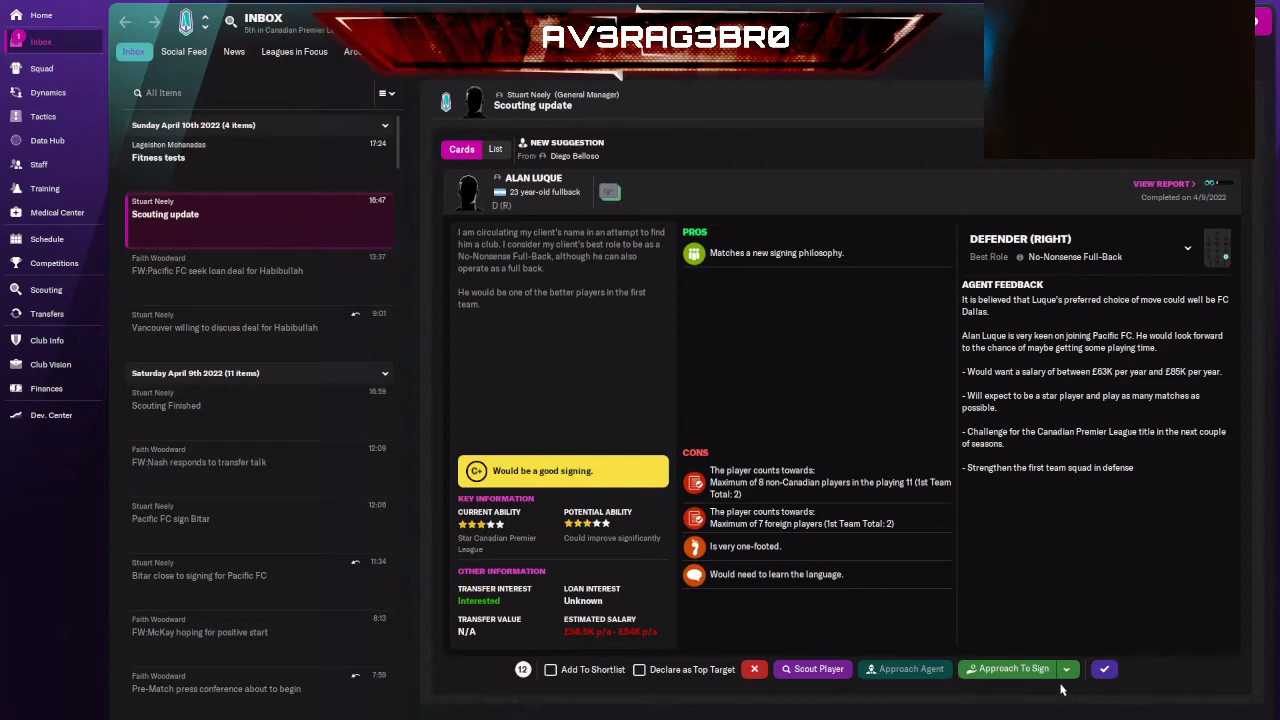 Home
1
Inbox
Squad
Dynamics
Tactics
Data Hub
Staff
Training
Medical Center
Schedule
Competitions
Scouting
Transfers
Club Info
Club Vision
Finances
Dev. Center
INBOX
5th in Canadian Premier
AV3RAG3BR0
Inbox
Social Feed
News
Leagues in Focus
All Items
Sunday April 10th 2022 (4 items)
Lageishon Mohanadas
17:24
Fitness tests
Stuart Neely
16:47
Scouting update
Faith Woodward
13:37
FW:Pacific FC seek loan deal for Habibullah
Stuart Neely
9:01
Vancouver willing to discuss deal for Habibullah
Saturday April 9th 2022 (11 items)
Stuart Neely
16:59
Scouting Finished
Faith Woodward
12:09
FW:Nash responds to transfer talk
Stuart Neely
12:06
Pacific FC sign Bitar
Stuart Neely
11:34
Bitar close to signing for Pacific FC
Faith Woodward
8:13
FW:McKay hoping for positive start
Faith Woodward
7:59
Pre-Match press conference about to begin
Stuart Neely (General Manager)
Scouting update
Cards
List
NEW SUGGESTION
From Diego Belloso
ALAN LUQUE
23 year-old fullback
D (R)
VIEW REPORT >
Completed on 4/9/2022
I am circulating my client's name in an attempt to find
him a club. I consider my client's best role to be as a
No-Nonsense Full-Back, although he can also
operate as a full back.
He would be one of the better players in the first
team.
C+
Would be a good signing.
KEY INFORMATION
CURRENT ABILITY
POTENTIAL ABILITY
Star Canadian Premier
League
Could improve significantly
OTHER INFORMATION
TRANSFER INTEREST
LOAN INTEREST
Interested
Unknown
TRANSFER VALUE
ESTIMATED SALARY
N/A
PROS
Matches a new signing philosophy.
CONS
The player counts towards:
Maximum of 8 non-Canadian players in the playing 11 (1st Team
Total: 2)
The player counts towards:
Maximum of 7 foreign players (1st Team Total: 2)
Is very one-footed.
Would need to learn the language.
DEFENDER (RIGHT)
Best Role
No-Nonsense Full-Back
AGENT FEEDBACK
It is believed that Luque's preferred choice of move could well be FC
Dallas.
Alan Luque is very keen on joining Pacific FC. He would look forward
to the chance of maybe getting some playing time.
- Would want a salary of between £63K per year and £85K per year.
- Will expect to be a star player and play as many matches as
possible.
- Challenge for the Canadian Premier League title in the next couple
of seasons.
- Strengthen the first team squad in defense
12
Add To Shortlist
Declare as Top Target
Scout Player
Approach Agent
Approach To Sign